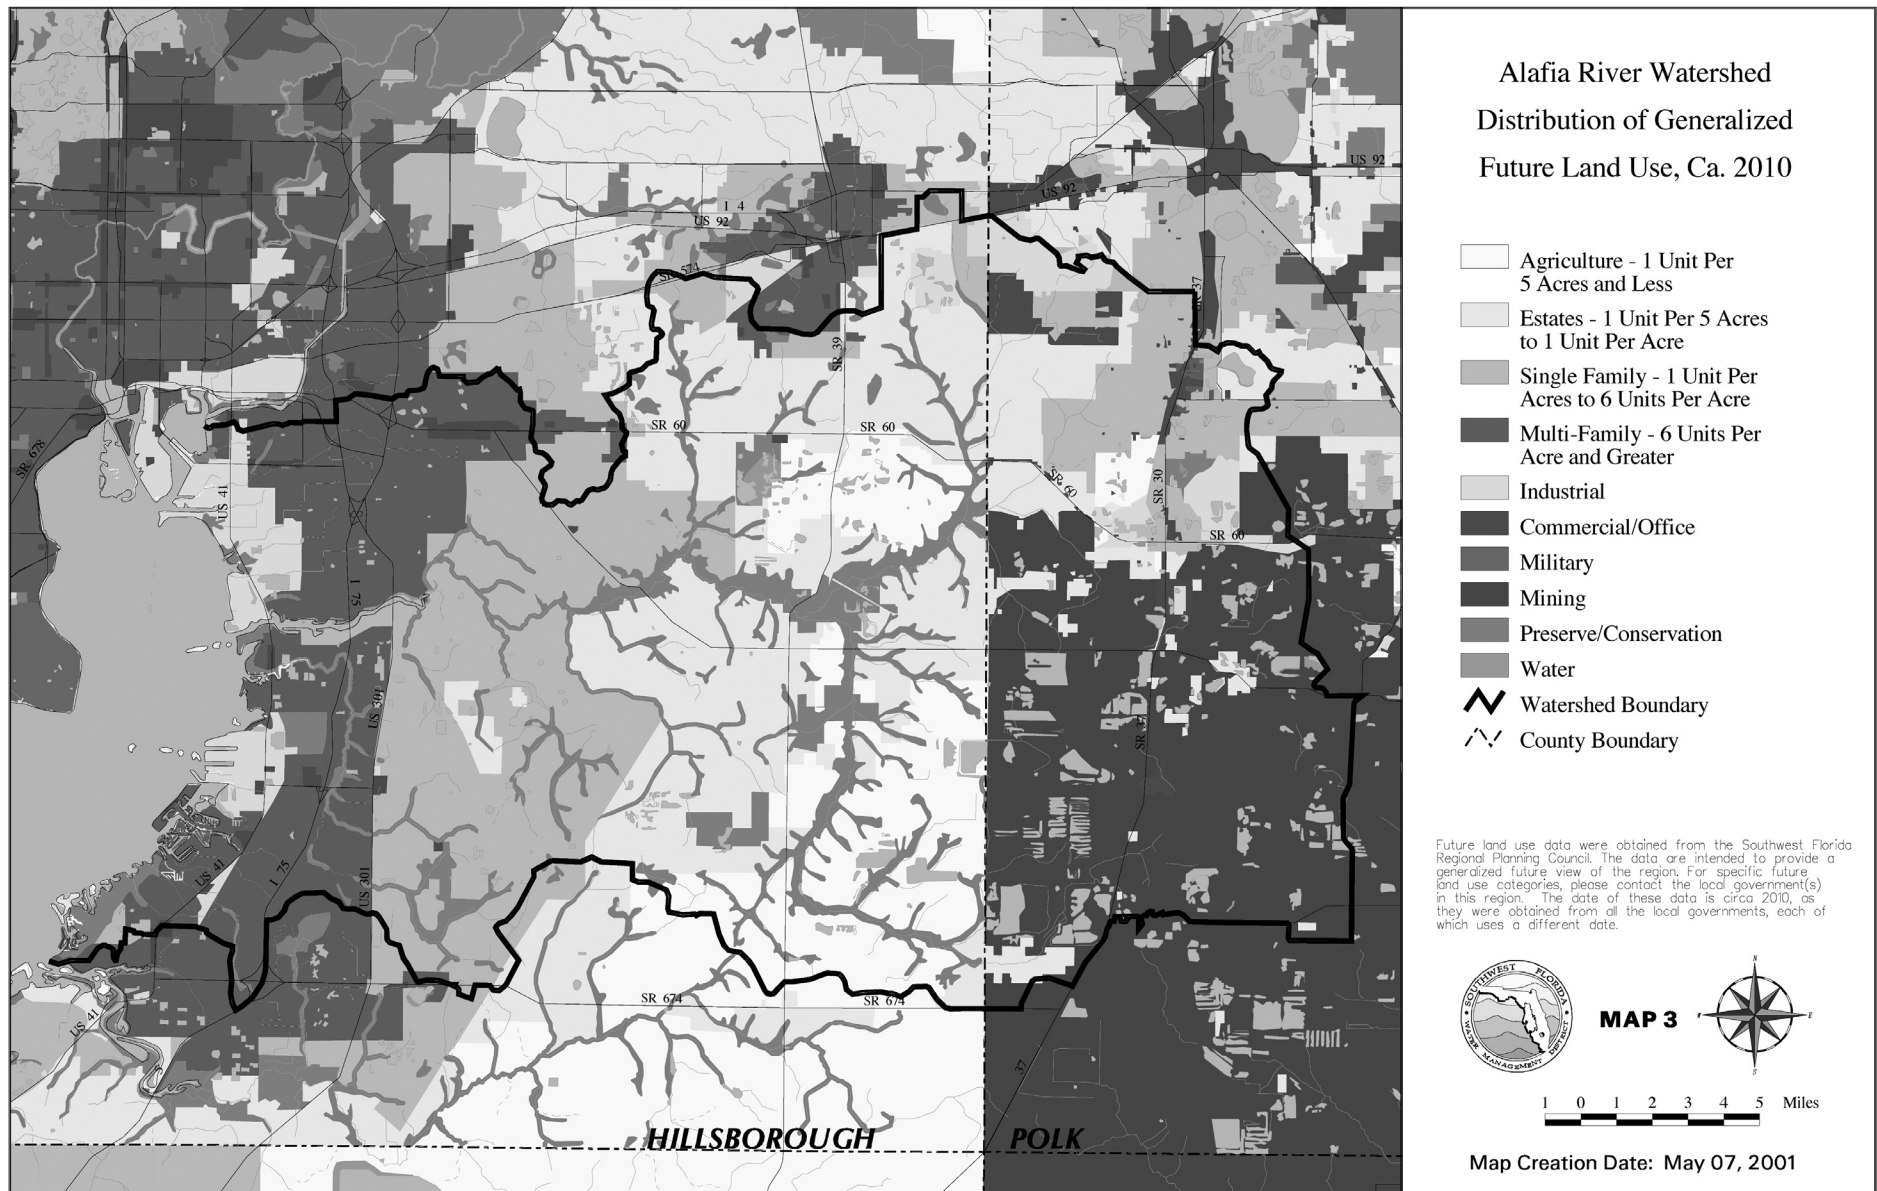 Alafia River Watershed
Distribution of Generalized
Future Land Use, Ca. 2010
Agriculture - 1 Unit Per
5 Acres and Less
Estates - 1 Unit Per 5 Acres
to 1 Unit Per Acre
Single Family - 1 Unit Per
Acres to 6 Units Per Acre
Multi-Family - 6 Units Per
Acre and Greater
Industrial
Commercial/Office
Military
Mining
Preserve/Conservation
Water
Watershed Boundary
County Boundary
Future land use data were obtained from the Southwest Florida
Regional Planning Council. The data are intended to provide a
generalized future view of the region. For specific future
land use categories, please contact the local government(s)
in this region. The date of these data is circa 2010, as
they were obtained from all the local governments, each of
which uses a different date.
SOUTHWEST FLORIDA
WATER MANAGEMENT DISTRICT
MAP 3
N
E
S
1 0 1 2 3 4 5 Miles
Map Creation Date: May 07, 2001
US 92
US 92
I 4
US 92
SR 574
SR 37
SR 39
SR 60
SR 60
SR 678
US 41
SR 60
SR 30
SR 60
I 75
US 301
SR 37
US 41
I 75
US 301
SR 674
SR 674
US 41
37
HILLSBOROUGH
POLK